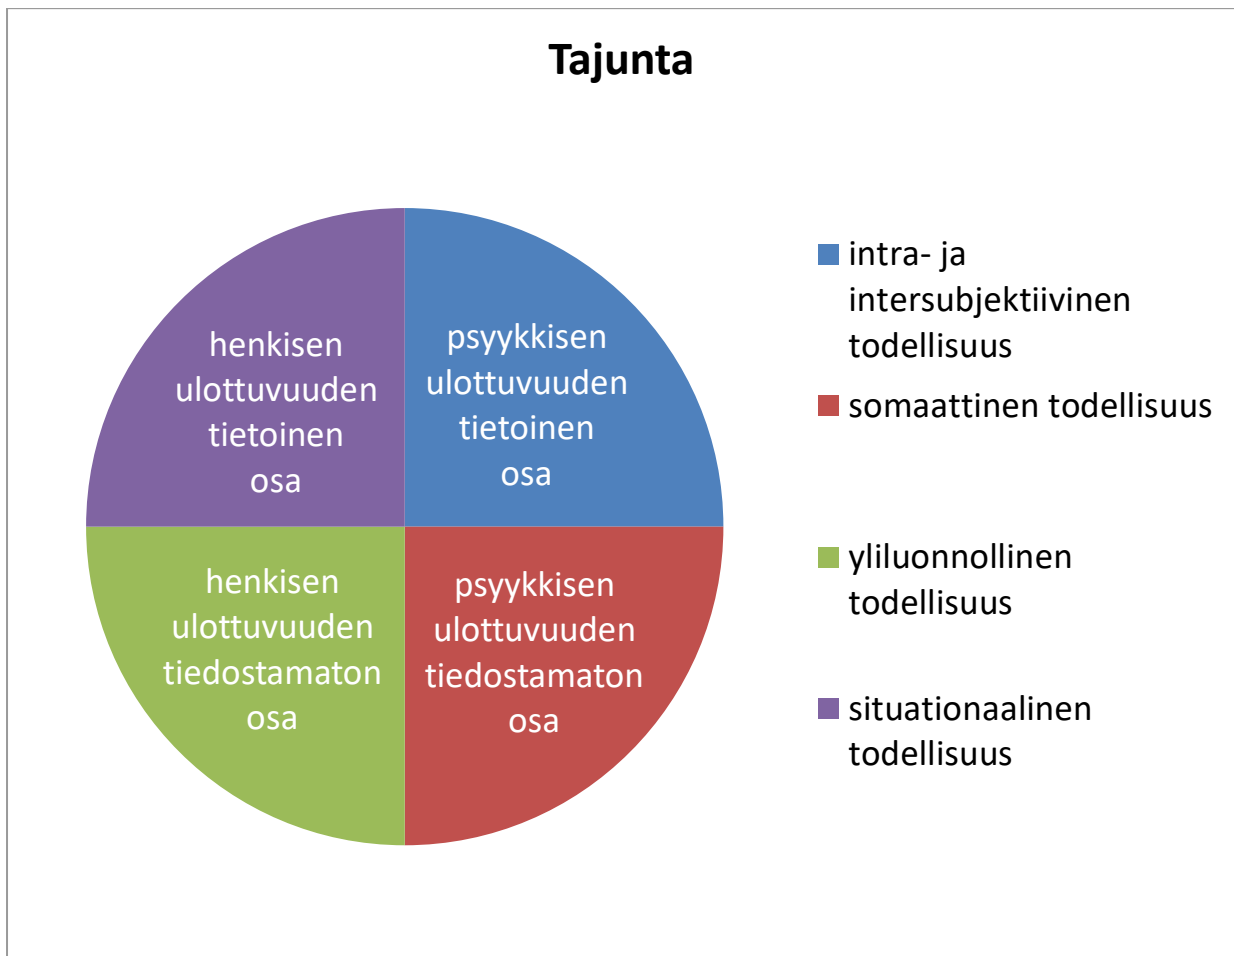 Tajunta
henkisen
ulottuvuuden
tietoinen
osa
psyykkisen
ulottuvuuden
tietoinen
osa
henkisen
ulottuvuuden
tiedostamaton
osa
psyykkisen
ulottuvuuden
tiedostamaton
osa
intra- ja
intersubjektiivinen
todellisuus
somaattinen todellisuus
yliluonnollinen
todellisuus
situationaalinen
todellisuus